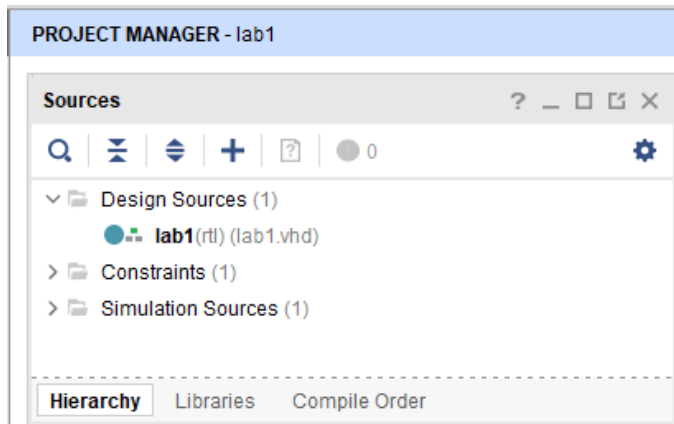 PROJECT MANAGER - lab1
Sources
? _ □ X
? 0
Design Sources (1)
lab1(rtl) (lab1.vhd)
Constraints (1)
Simulation Sources (1)
Hierarchy Libraries Compile Order